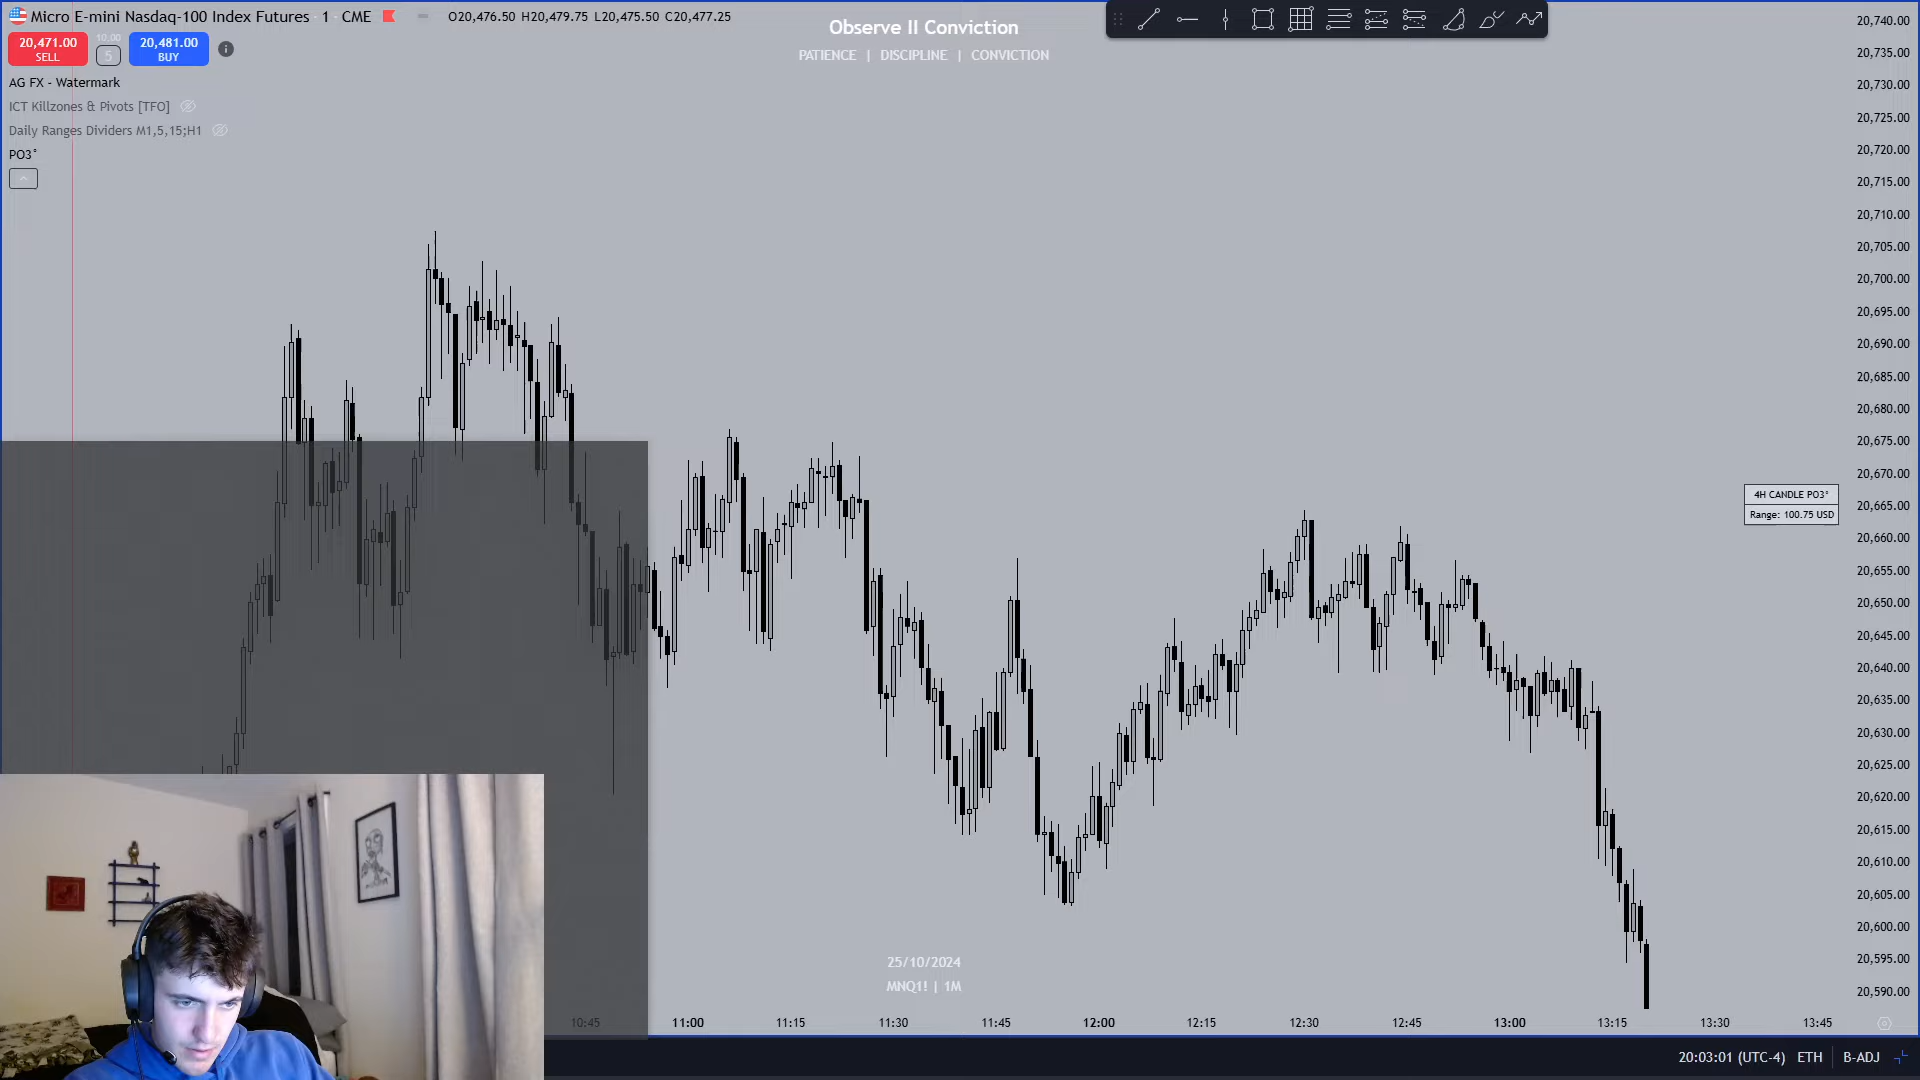 Micro E-mini Nasdaq-100 Index Futures · 1 · CME
O20,476.50 H20,479.75 L20,475.50 C20,477.25
20,471.00
SELL
10.00
5
20,481.00
BUY
AG FX - Watermark
ICT Killzones & Pivots [TFO]
Daily Ranges Dividers M1,5,15;H1
PO3°
Observe II Conviction
PATIENCE | DISCIPLINE | CONVICTION
20,740.00
20,735.00
20,730.00
20,725.00
20,720.00
20,715.00
20,710.00
20,705.00
20,700.00
20,695.00
20,690.00
20,685.00
20,680.00
20,675.00
20,670.00
20,665.00
20,660.00
20,655.00
20,650.00
20,645.00
20,640.00
20,635.00
20,630.00
20,625.00
20,620.00
20,615.00
20,610.00
20,605.00
20,600.00
20,595.00
20,590.00
4H CANDLE PO3°
Range: 100.75 USD
25/10/2024
MNQ1! | 1M
10:45 11:00 11:15 11:30 11:45 12:00 12:15 12:30 12:45 13:00 13:15 13:30 13:45
20:03:01 (UTC-4) ETH B-ADJ